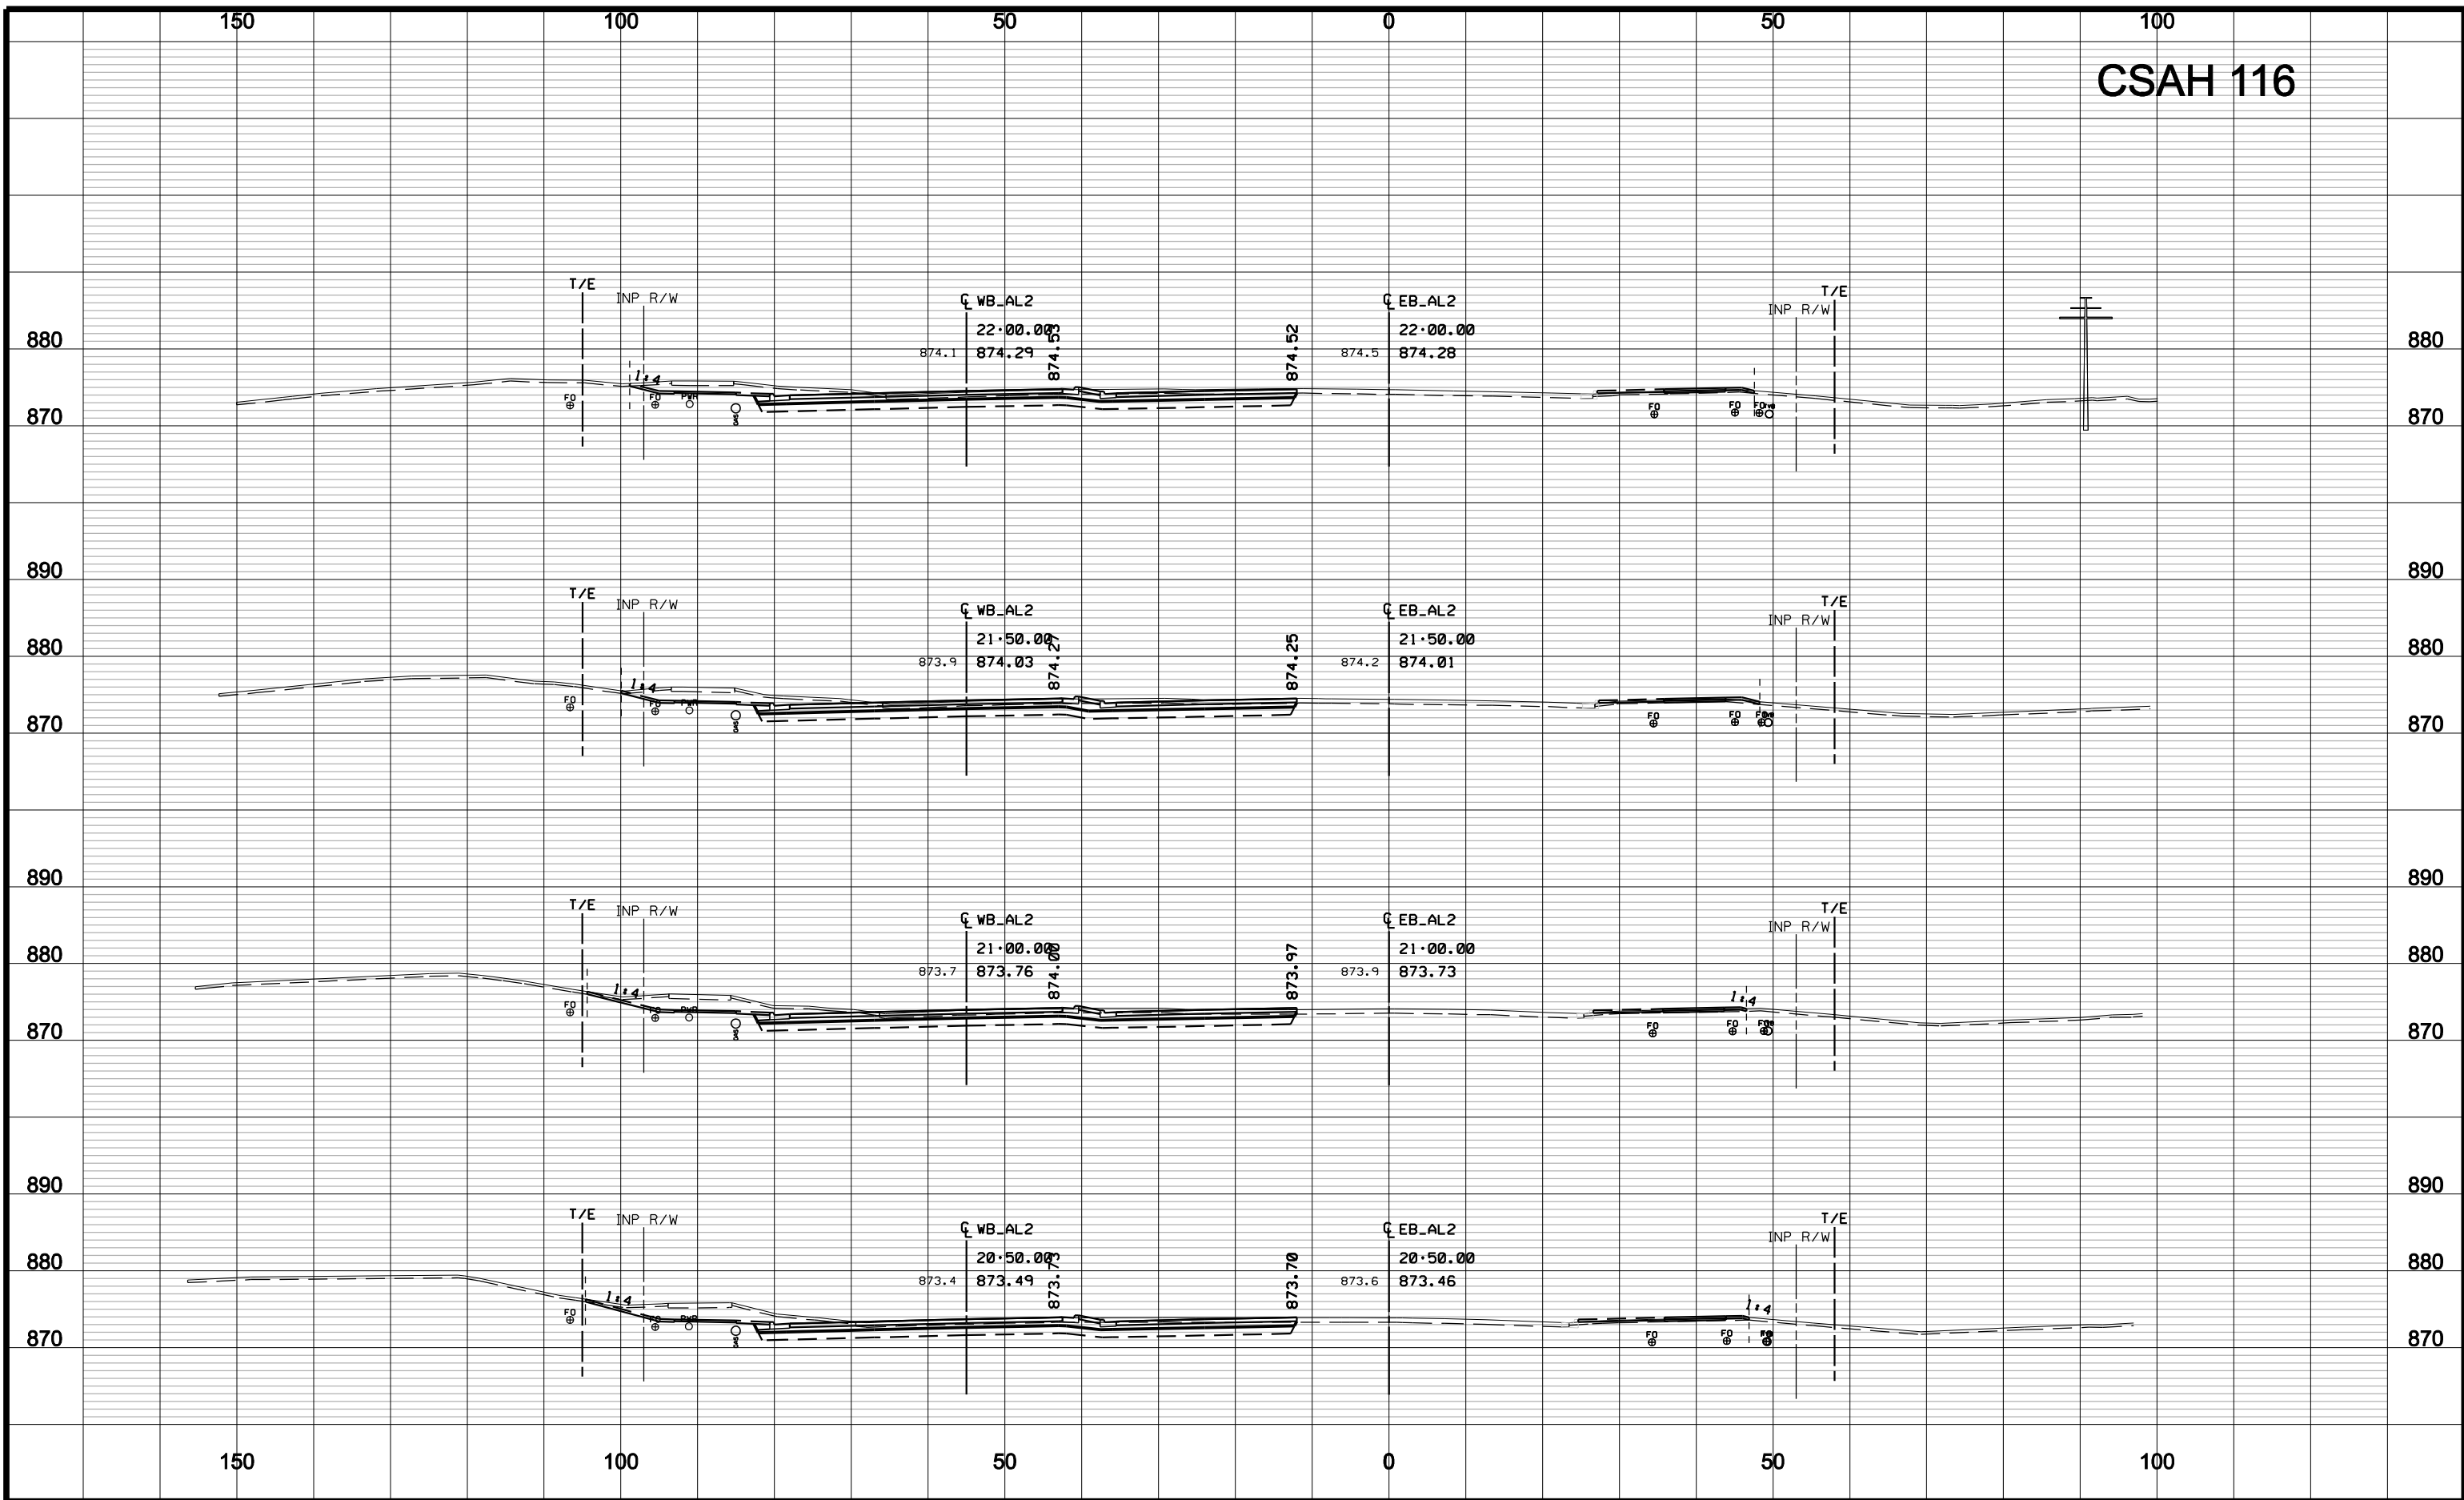 150 100 50 0 50 100
CSAH 116
T/E INP R/W ℄ WB_AL2 ℄ EB_AL2 T/E INP R/W
22+00.00 874.53 874.52 22+00.00
880 874.1 874.29 874.5 874.28 880
1:4
FO FO PWR FO FO FO
870 870
890 890
T/E INP R/W ℄ WB_AL2 ℄ EB_AL2 T/E INP R/W
21+50.00 874.27 874.25 21+50.00
880 873.9 874.03 874.2 874.01 880
1:4
FO FO PWR FO FO FO
870 870
890 890
T/E INP R/W ℄ WB_AL2 ℄ EB_AL2 T/E INP R/W
21+00.00 874.00 873.97 21+00.00
880 873.7 873.76 873.9 873.73 880
1:4 1:4
FO FO PWR FO FO FO
870 870
890 890
T/E INP R/W ℄ WB_AL2 ℄ EB_AL2 T/E INP R/W
20+50.00 873.73 873.70 20+50.00
880 873.4 873.49 873.6 873.46 880
1:4 1:4
FO FO PWR FO FO FO
870 870
150 100 50 0 50 100